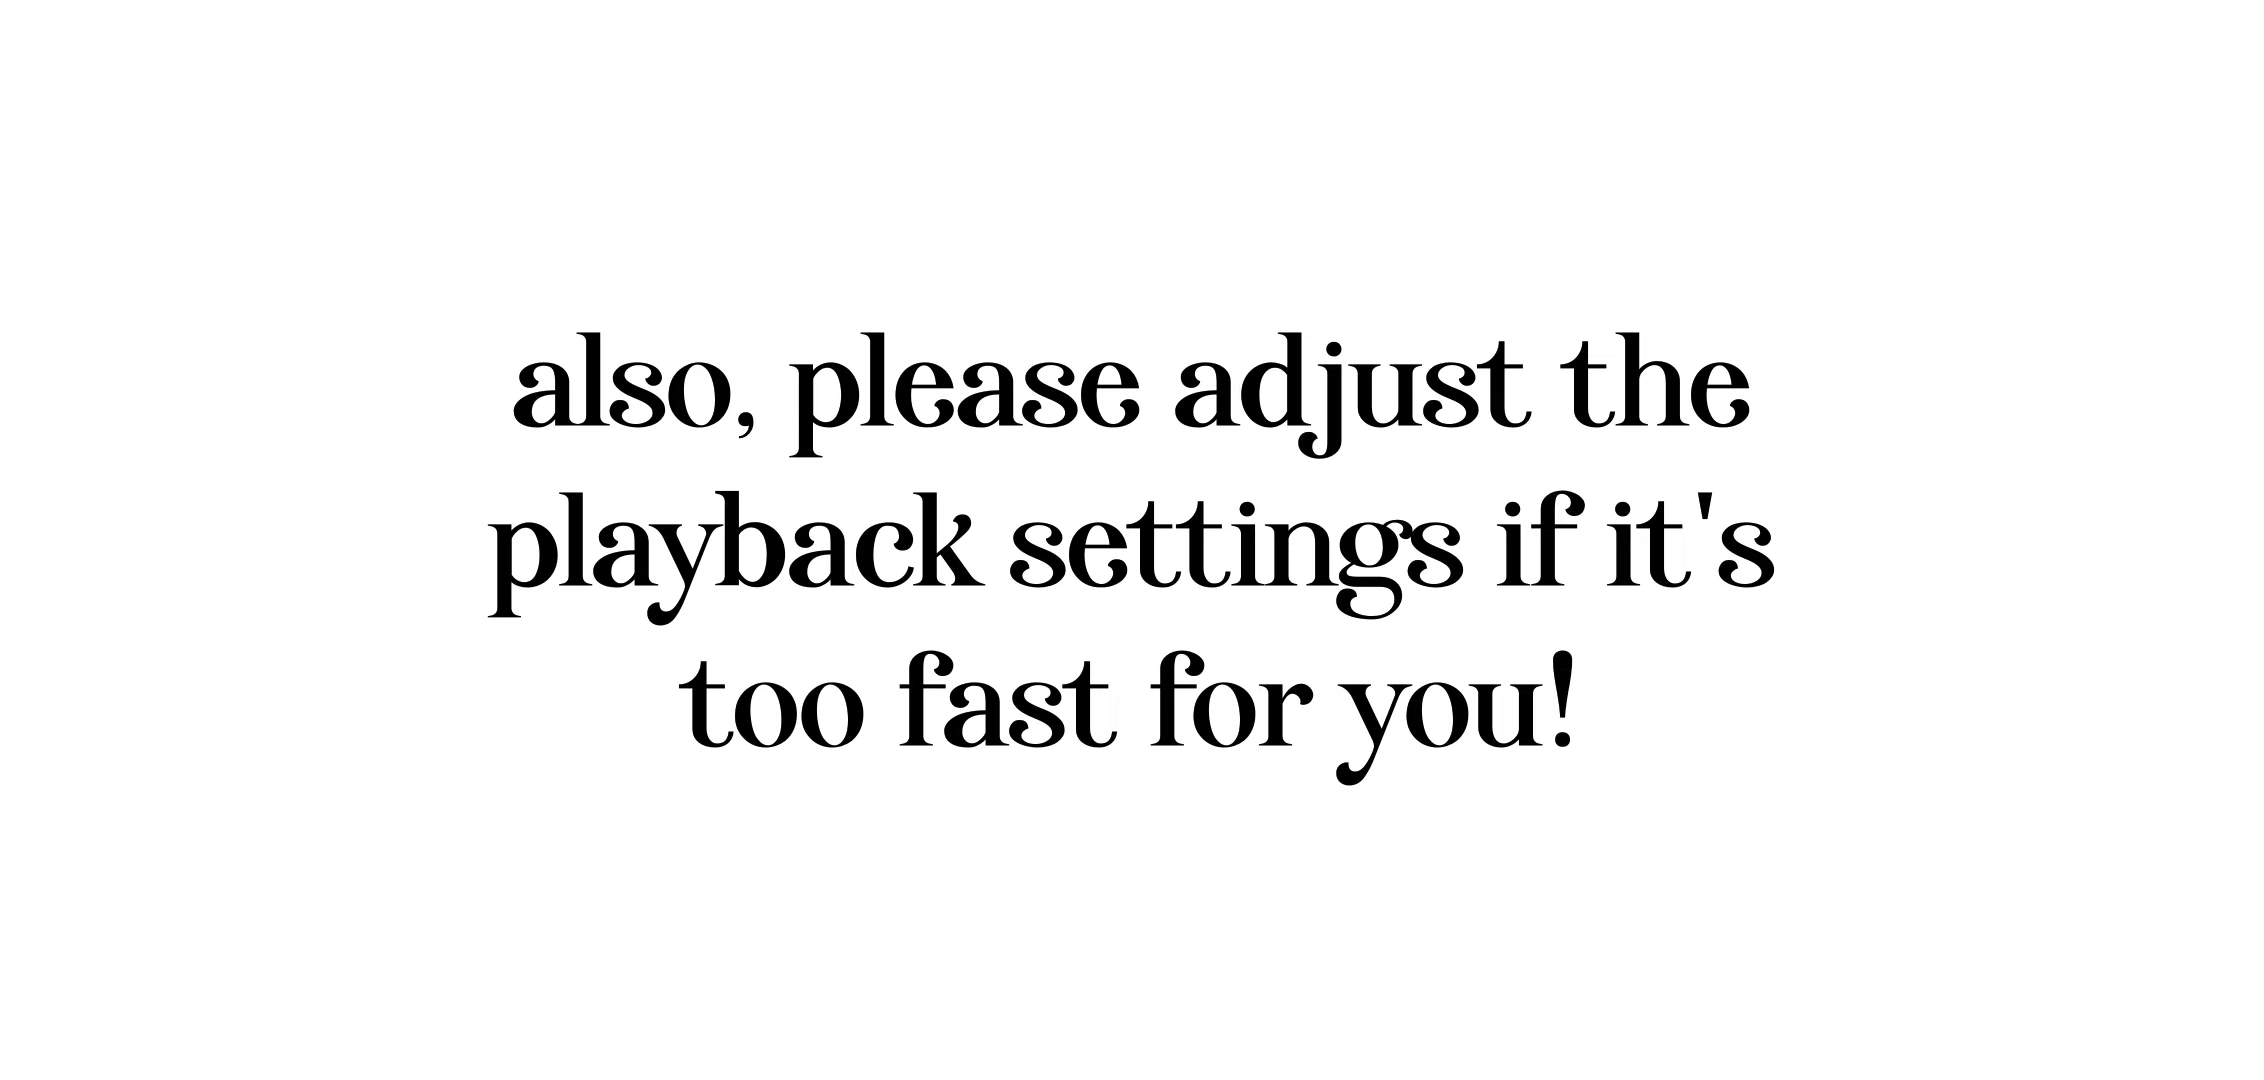 also, please adjust the
playback settings if it's
too fast for you!